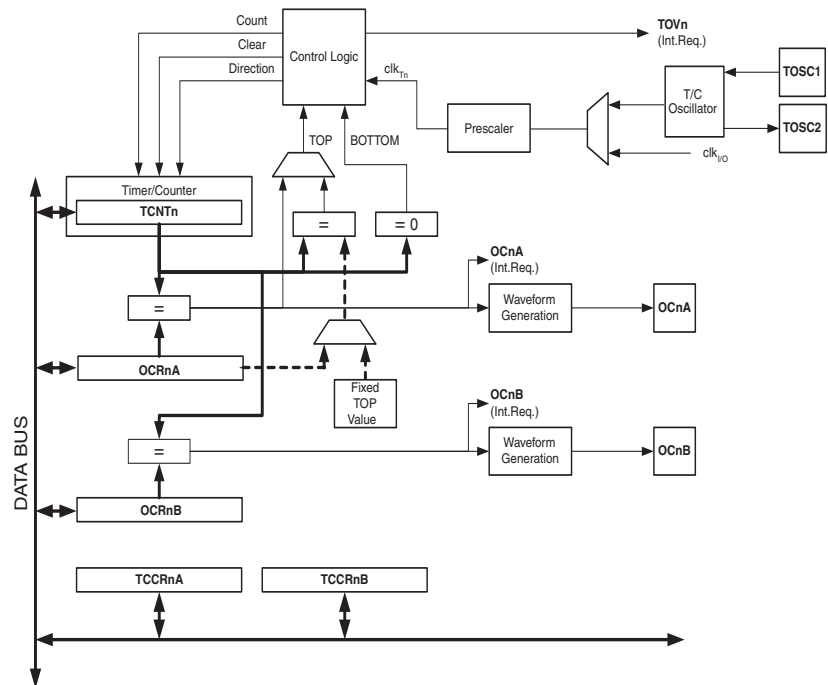 Count
Clear
Direction
Control Logic
TOVn
(Int.Req.)
clkTn
TOSC1
T/C
Oscillator
TOSC2
Prescaler
clkI/O
TOP
BOTTOM
Timer/Counter
TCNTn
=
= 0
OCnA
(Int.Req.)
=
Waveform
Generation
OCnA
OCRnA
Fixed
TOP
Value
OCnB
(Int.Req.)
=
Waveform
Generation
OCnB
OCRnB
DATA BUS
TCCRnA
TCCRnB